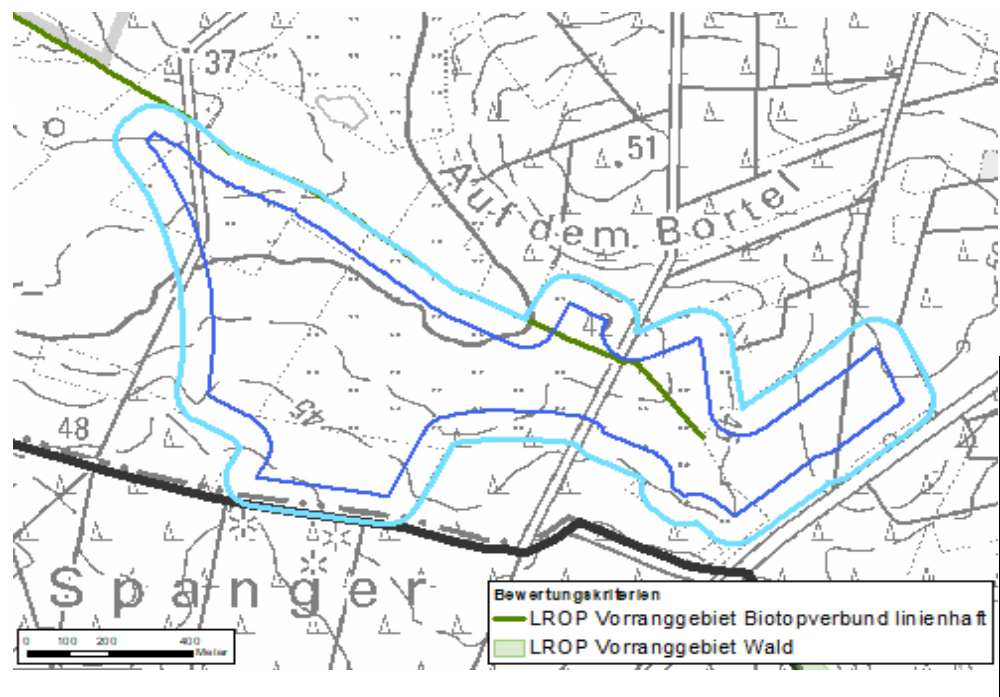 37
51
Auf dem Bortel
42
45
48
Spanger
Bewertungskriterien
LROP Vorranggebiet Biotopverbund linienhaft
LROP Vorranggebiet Wald
0 100 200 400
Meter